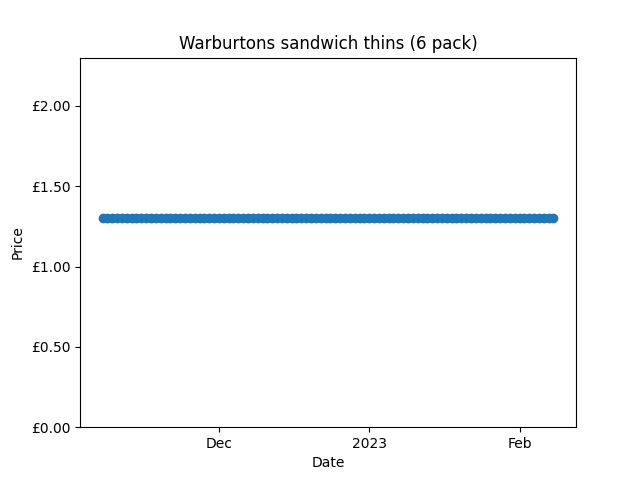 Warburtons sandwich thins (6 pack)
£2.00
£1.50
£1.00
£0.50
£0.00
Price
Dec
2023
Feb
Date